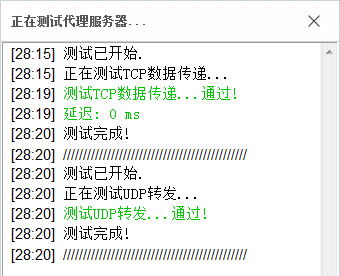 正在测试代理服务器...
[28:15] 测试已开始.
[28:15] 正在测试TCP数据传递...
[28:19] 测试TCP数据传递...通过!
[28:19] 延迟: 0 ms
[28:20] 测试完成!
[28:20] //////////////////////////////////////////////
[28:20] 测试已开始.
[28:20] 正在测试UDP转发...
[28:20] 测试UDP转发...通过!
[28:20] 测试完成!
[28:20] //////////////////////////////////////////////